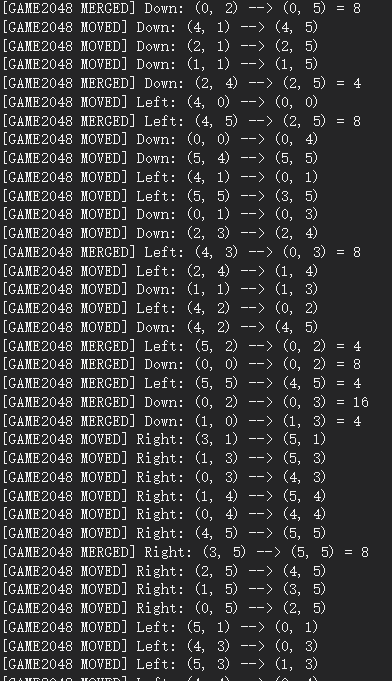 [GAME2048 MERGED] Down: (0, 2) --> (0, 5) = 8
[GAME2048 MOVED] Down: (4, 1) --> (4, 5)
[GAME2048 MOVED] Down: (2, 1) --> (2, 5)
[GAME2048 MOVED] Down: (1, 1) --> (1, 5)
[GAME2048 MERGED] Down: (2, 4) --> (2, 5) = 4
[GAME2048 MOVED] Left: (4, 0) --> (0, 0)
[GAME2048 MERGED] Left: (4, 5) --> (2, 5) = 8
[GAME2048 MOVED] Down: (0, 0) --> (0, 4)
[GAME2048 MOVED] Down: (5, 4) --> (5, 5)
[GAME2048 MOVED] Left: (4, 1) --> (0, 1)
[GAME2048 MOVED] Left: (5, 5) --> (3, 5)
[GAME2048 MOVED] Down: (0, 1) --> (0, 3)
[GAME2048 MOVED] Down: (2, 3) --> (2, 4)
[GAME2048 MERGED] Left: (4, 3) --> (0, 3) = 8
[GAME2048 MOVED] Left: (2, 4) --> (1, 4)
[GAME2048 MOVED] Down: (1, 1) --> (1, 3)
[GAME2048 MOVED] Left: (4, 2) --> (0, 2)
[GAME2048 MOVED] Down: (4, 2) --> (4, 5)
[GAME2048 MERGED] Left: (5, 2) --> (0, 2) = 4
[GAME2048 MERGED] Down: (0, 0) --> (0, 2) = 8
[GAME2048 MERGED] Left: (5, 5) --> (4, 5) = 4
[GAME2048 MERGED] Down: (0, 2) --> (0, 3) = 16
[GAME2048 MERGED] Down: (1, 0) --> (1, 3) = 4
[GAME2048 MOVED] Right: (3, 1) --> (5, 1)
[GAME2048 MOVED] Right: (1, 3) --> (5, 3)
[GAME2048 MOVED] Right: (0, 3) --> (4, 3)
[GAME2048 MOVED] Right: (1, 4) --> (5, 4)
[GAME2048 MOVED] Right: (0, 4) --> (4, 4)
[GAME2048 MOVED] Right: (4, 5) --> (5, 5)
[GAME2048 MERGED] Right: (3, 5) --> (5, 5) = 8
[GAME2048 MOVED] Right: (2, 5) --> (4, 5)
[GAME2048 MOVED] Right: (1, 5) --> (3, 5)
[GAME2048 MOVED] Right: (0, 5) --> (2, 5)
[GAME2048 MOVED] Left: (5, 1) --> (0, 1)
[GAME2048 MOVED] Left: (4, 3) --> (0, 3)
[GAME2048 MOVED] Left: (5, 3) --> (1, 3)